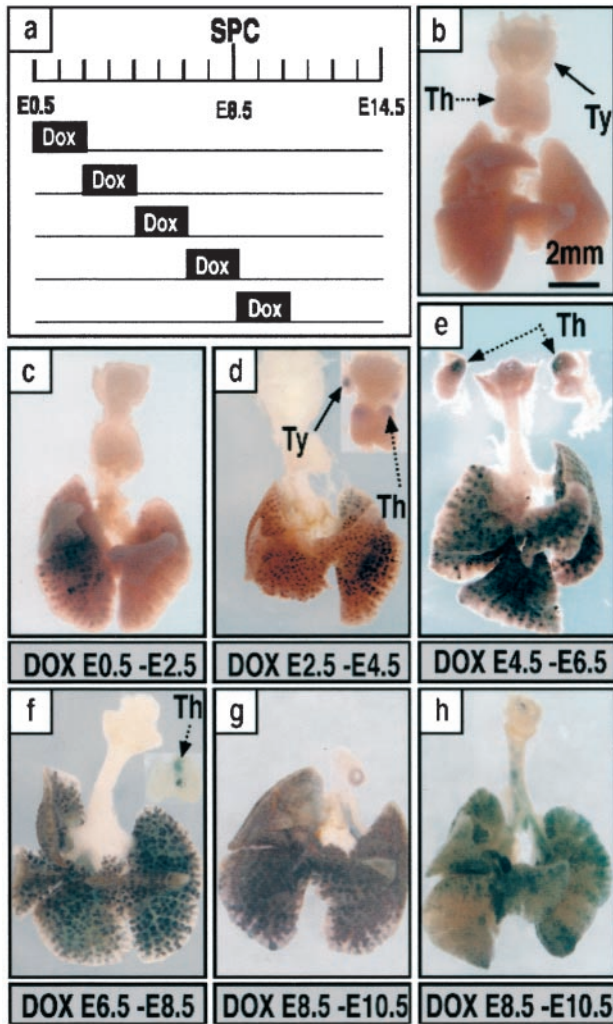 a
SPC
E0.5 E8.5 E14.5
Dox
Dox
Dox
Dox
Dox
b
Th
Ty
2mm
c
d
Ty
Th
e
Th
DOX E0.5 -E2.5
DOX E2.5 -E4.5
DOX E4.5 -E6.5
f
Th
g
h
DOX E6.5 -E8.5
DOX E8.5 -E10.5
DOX E8.5 -E10.5